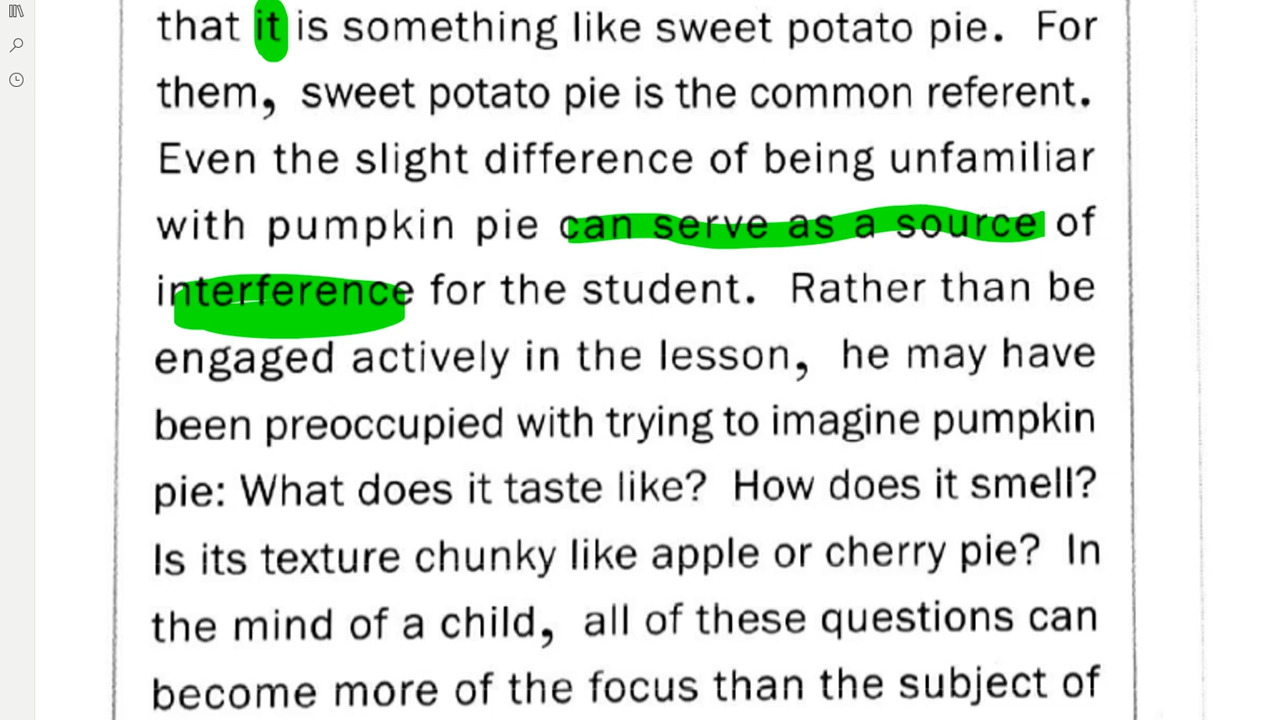 that it is something like sweet potato pie. For
them, sweet potato pie is the common referent.
Even the slight difference of being unfamiliar
with pumpkin pie can serve as a source of
interference for the student. Rather than be
engaged actively in the lesson, he may have
been preoccupied with trying to imagine pumpkin
pie: What does it taste like? How does it smell?
Is its texture chunky like apple or cherry pie? In
the mind of a child, all of these questions can
become more of the focus than the subject of